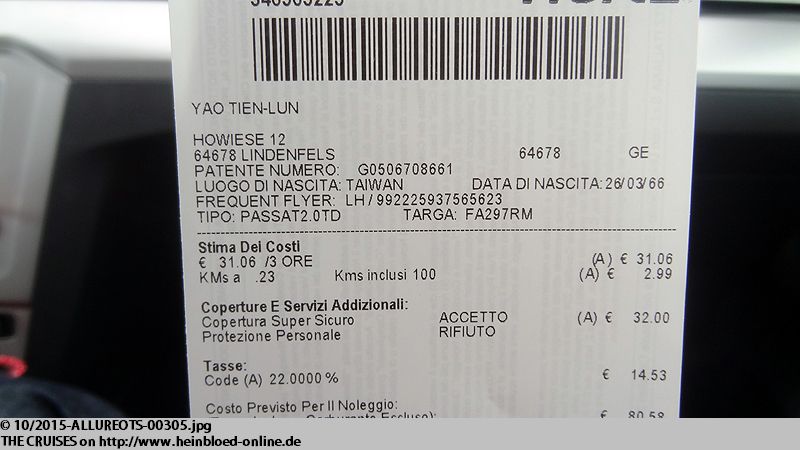 YAO TIEN-LUN
HOWIESE 12
64678 LINDENFELS 64678 GE
PATENTE NUMERO: G0506708661
LUOGO DI NASCITA: TAIWAN DATA DI NASCITA: 26/03/66
FREQUENT FLYER: LH / 992225937565623
TIPO: PASSAT2.0TD TARGA: FA297RM
Stima Dei Costi
€ 31.06 /3 ORE (A) € 31.06
KMs a .23 Kms inclusi 100 (A) € 2.99
Coperture E Servizi Addizionali:
Copertura Super Sicuro ACCETTO (A) € 32.00
Protezione Personale RIFIUTO
Tasse:
Code (A) 22.0000 % € 14.53
Costo Previsto Per Il Noleggio:
Carburante Escluso): € 80.58
© 10/2015-ALLUREOTS-00305.jpg
THE CRUISES on http://www.heinbloed-online.de